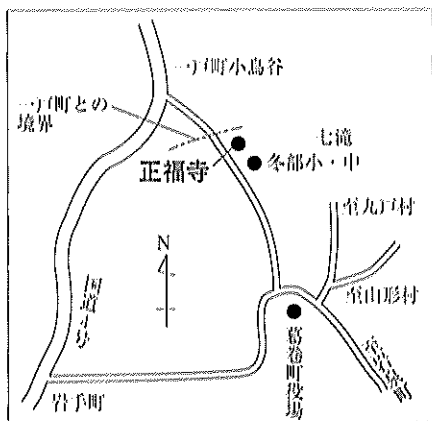 一戸町小鳥谷
一戸町との
境界
七滝
冬部小・中
正福寺
至九戸村
N
至山形村
葛巻町役場
岩手町